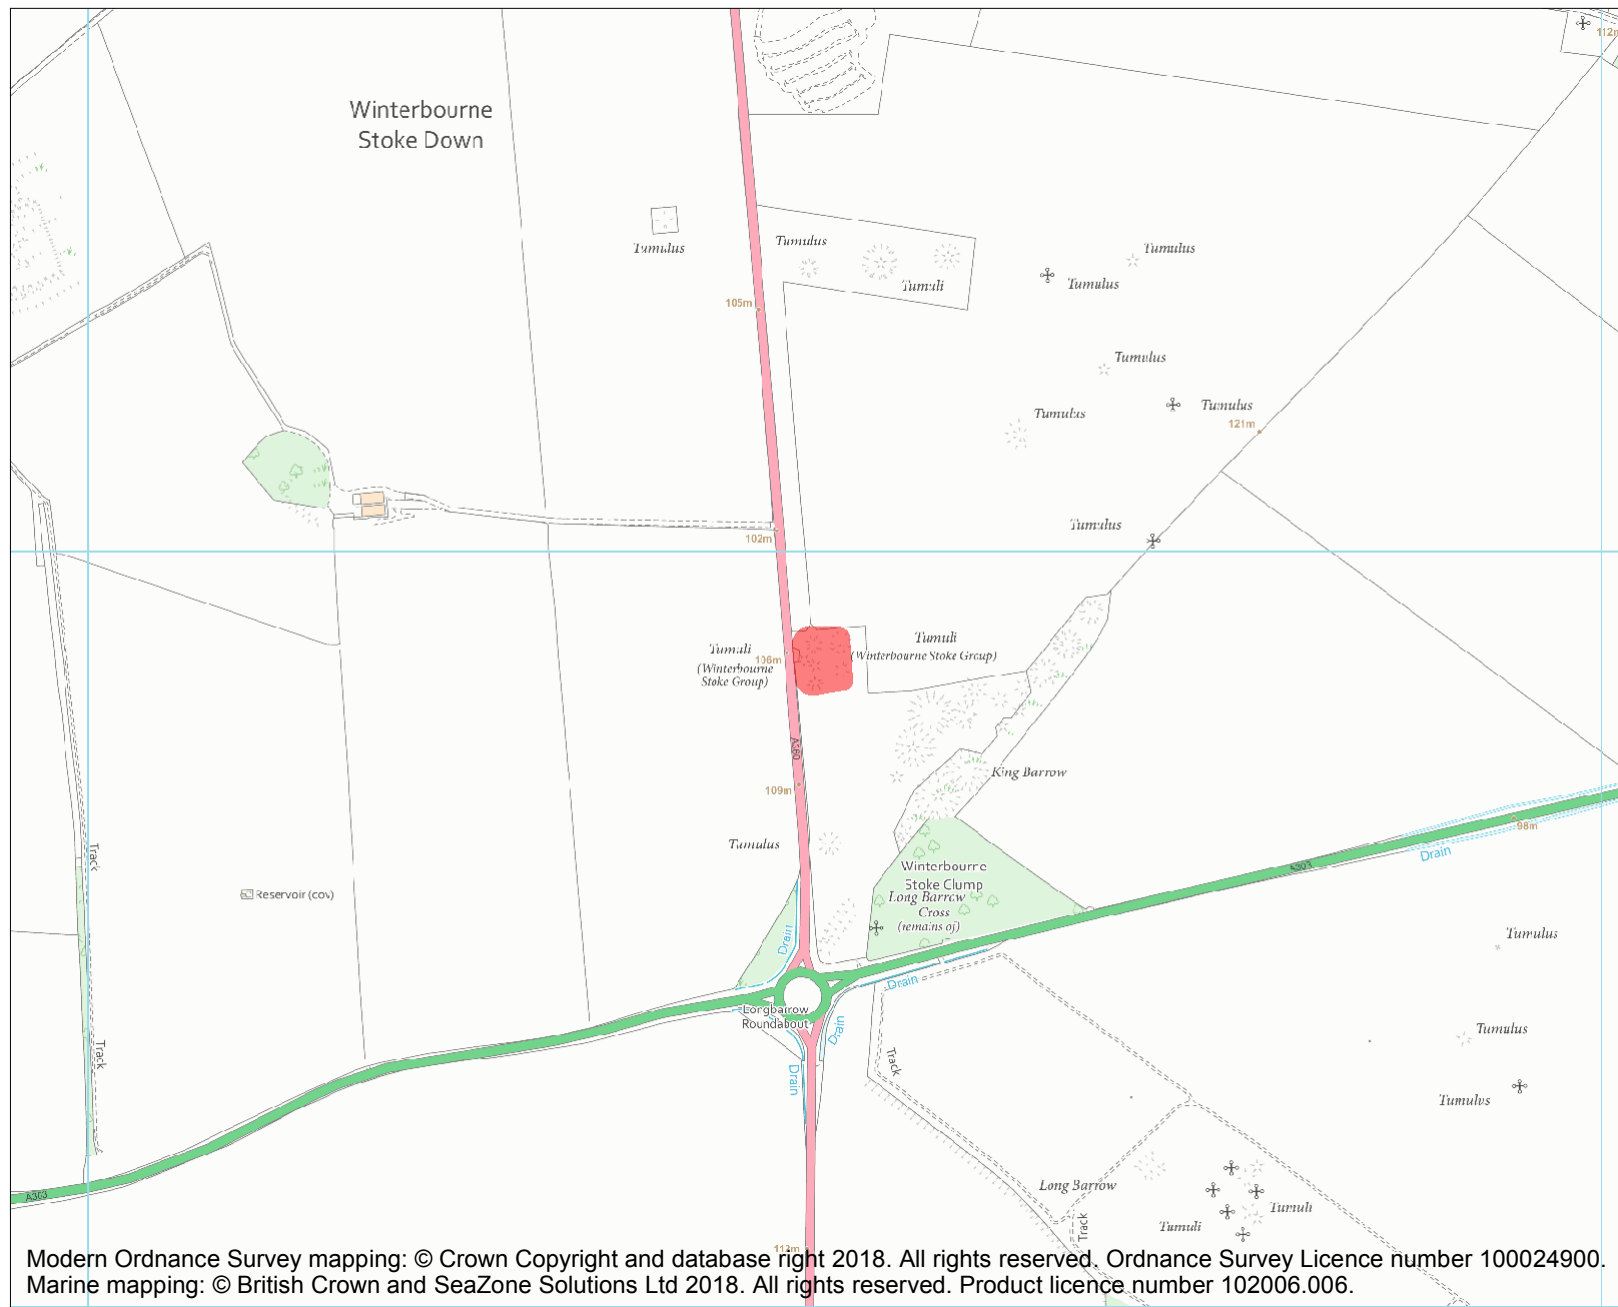 112m
Winterbourne
Stoke Down
Tumulus
Tumulus
Tumuli
Tumulus
Tumulus
105m
Tumulus
Tumulus
Tumulus
121m
Tumulus
102m
Tumuli
(Winterbourne
Stoke Group)
106m
Tumuli
(Winterbourne Stoke Group)
A360
King Barrow
109m
Tumulus
98m
Drain
A303
Track
Winterbourne
Stoke Clump
Long Barrow
Cross
(remains of)
Reservoir (cov)
Drain
Tumulus
Drain
Longbarrow
Roundabout
Drain
Drain
Tumulus
Track
Track
Tumulus
Long Barrow
Tumuli
Tumuli
Track
A303
113m
Modern Ordnance Survey mapping: © Crown Copyright and database right 2018. All rights reserved. Ordnance Survey Licence number 100024900.
Marine mapping: © British Crown and SeaZone Solutions Ltd 2018. All rights reserved. Product licence number 102006.006.